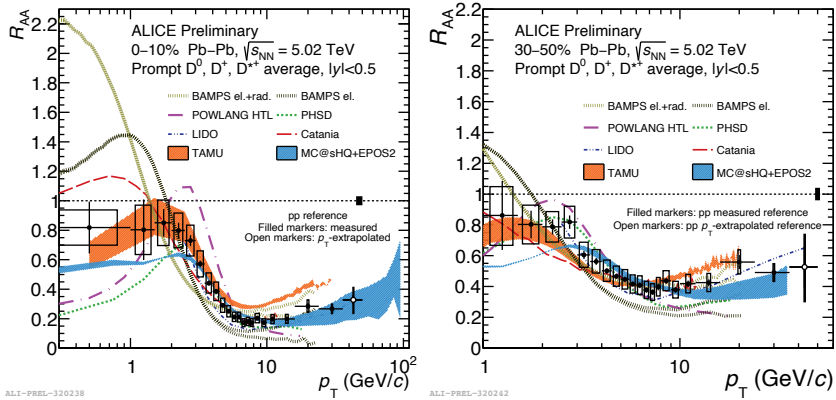 R_AA
2.2
2
1.8
1.6
1.4
1.2
1
0.8
0.6
0.4
0.2
0
ALICE Preliminary
0–10% Pb–Pb, √s_NN = 5.02 TeV
Prompt D⁰, D⁺, D*⁺ average, |y|<0.5
BAMPS el.+rad.
BAMPS el.
POWLANG HTL
PHSD
LIDO
Catania
TAMU
MC@sHQ+EPOS2
pp reference
Filled markers: measured
Open markers: p_T-extrapolated
1
10
10²
p_T (GeV/c)
ALI-PREL-320238
R_AA
2.2
2
1.8
1.6
1.4
1.2
1
0.8
0.6
0.4
0.2
0
ALICE Preliminary
30–50% Pb–Pb, √s_NN = 5.02 TeV
Prompt D⁰, D⁺, D*⁺ average, |y|<0.5
BAMPS el.+rad.
BAMPS el.
POWLANG HTL
PHSD
LIDO
Catania
TAMU
MC@sHQ+EPOS2
Filled markers: pp measured reference
Open markers: pp p_T-extrapolated reference
1
10
p_T (GeV/c)
ALI-PREL-320242